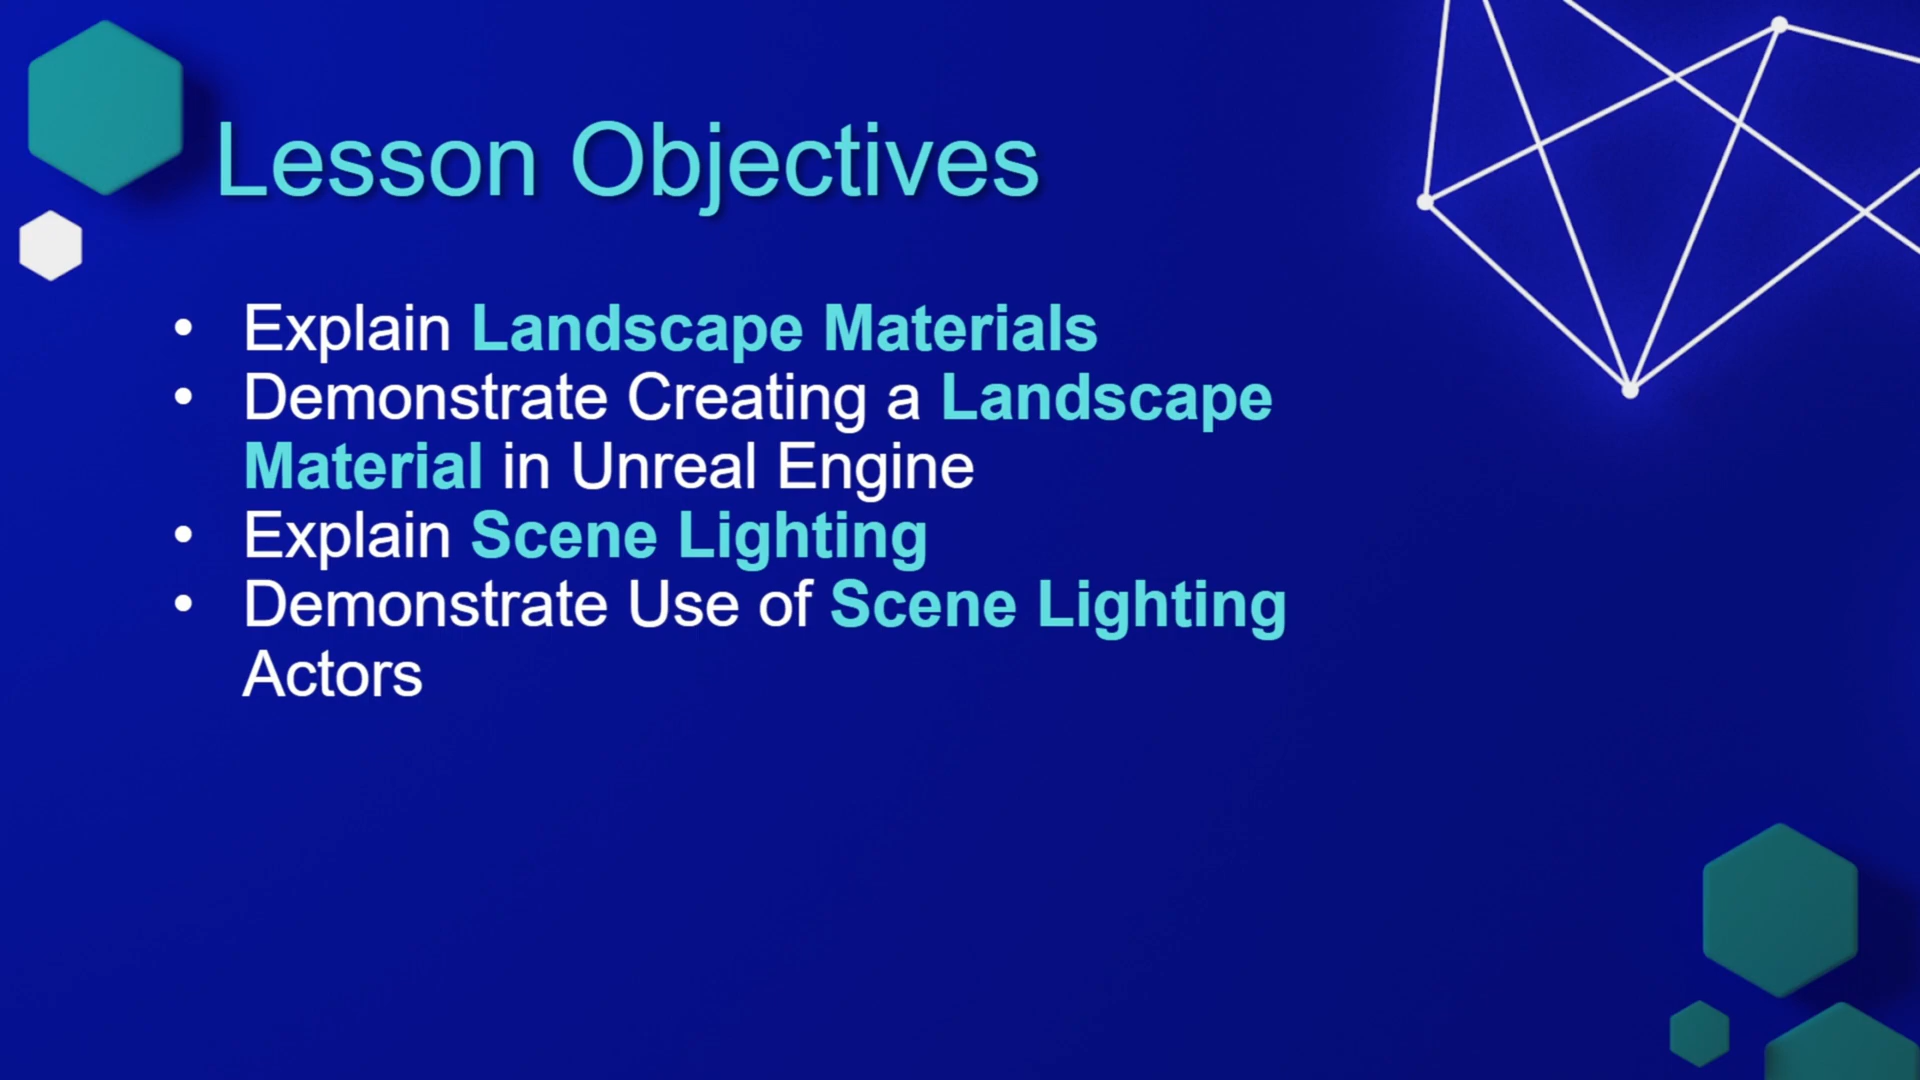 Lesson Objectives
• Explain Landscape Materials
• Demonstrate Creating a Landscape
Material in Unreal Engine
• Explain Scene Lighting
• Demonstrate Use of Scene Lighting
Actors